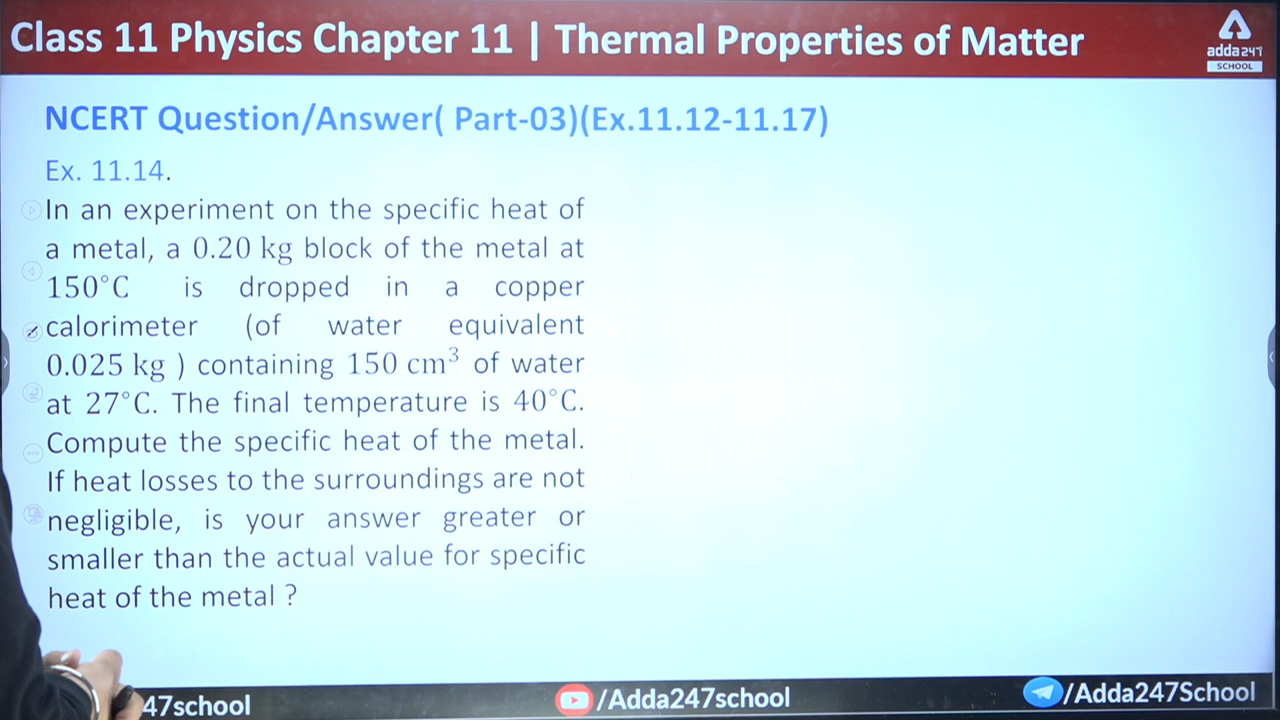 Class 11 Physics Chapter 11 | Thermal Properties of Matter
adda247
SCHOOL
NCERT Question/Answer( Part-03)(Ex.11.12-11.17)
Ex. 11.14.
In an experiment on the specific heat of
a metal, a 0.20 kg block of the metal at
150°C is dropped in a copper
calorimeter (of water equivalent
0.025 kg ) containing 150 cm³ of water
at 27°C. The final temperature is 40°C.
Compute the specific heat of the metal.
If heat losses to the surroundings are not
negligible, is your answer greater or
smaller than the actual value for specific
heat of the metal ?
47school
/Adda247school
/Adda247School